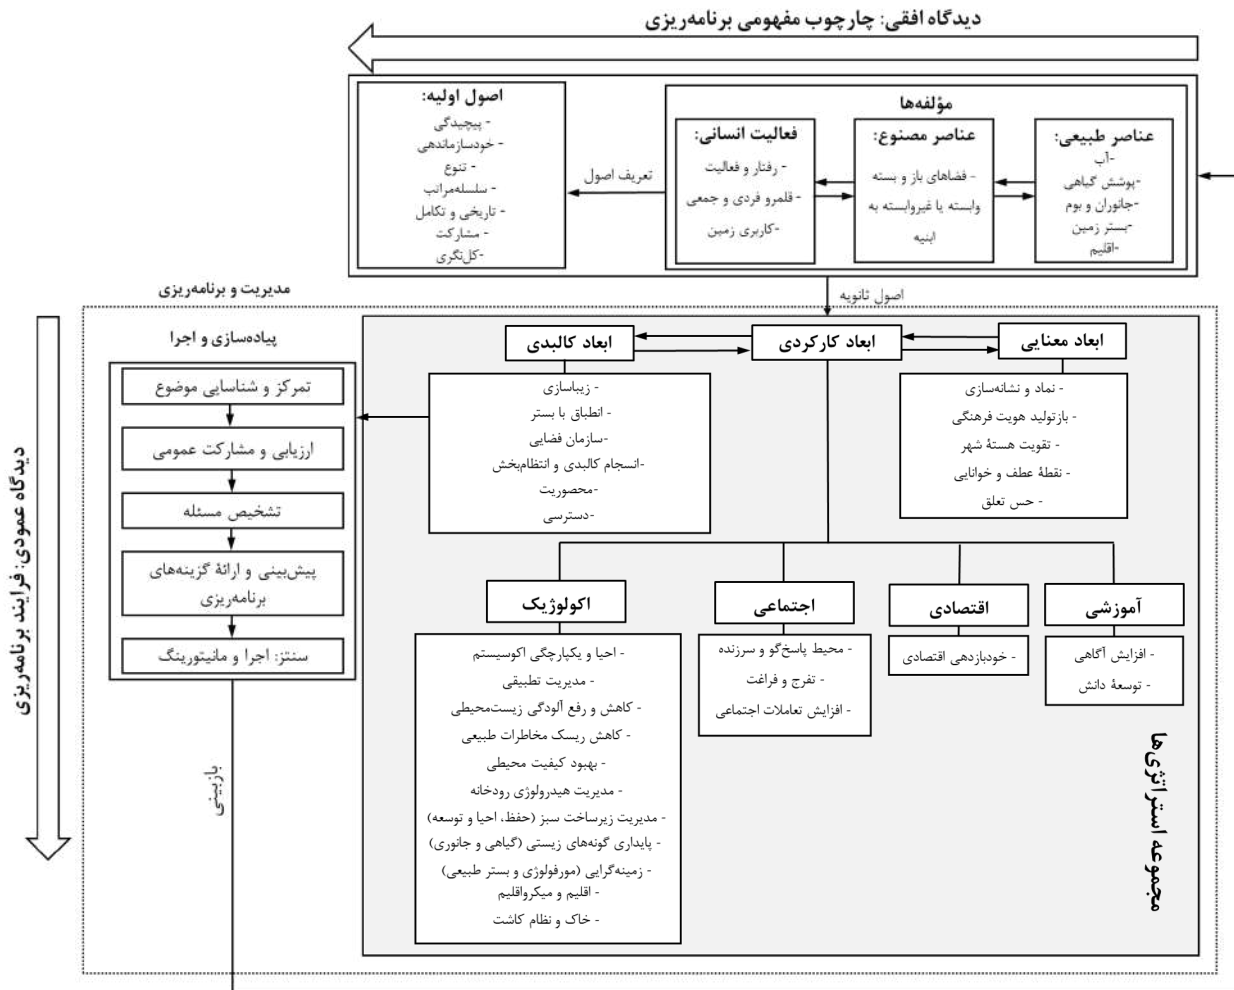 دیدگاه افقی: چارچوب مفهومی برنامه‌ریزی
مؤلفه‌ها
عناصر طبیعی:
-آب
-پوشش گیاهی
-جانوران و بوم
-بستر زمین
-اقلیم
عناصر مصنوع:
- فضاهای باز و بسته
وابسته یا غیروابسته به
ابنیه
فعالیت انسانی:
- رفتار و فعالیت
- قلمرو فردی و جمعی
-کاربری زمین
تعریف اصول
اصول اولیه:
- پیچیدگی
- خودسازماندهی
- تنوع
- سلسله‌مراتب
- تاریخی و تکامل
- مشارکت
-کل‌نگری
اصول ثانویه
مدیریت و برنامه‌ریزی
ابعاد معنایی
- نماد و نشانه‌سازی
- بازتولید هویت فرهنگی
- تقویت هستهٔ شهر
- نقطهٔ عطف و خوانایی
- حس تعلق
ابعاد کارکردی
ابعاد کالبدی
- زیباسازی
- انطباق با بستر
-سازمان فضایی
-انسجام کالبدی و انتظام‌بخش
-محصوریت
-دسترسی
آموزشی
- افزایش آگاهی
- توسعهٔ دانش
اقتصادی
- خودبازدهی اقتصادی
اجتماعی
- محیط پاسخ‌گو و سرزنده
- تفرج و فراغت
- افزایش تعاملات اجتماعی
اکولوژیک
- احیا و یکپارچگی اکوسیستم
- مدیریت تطبیقی
- کاهش و رفع آلودگی زیست‌محیطی
- کاهش ریسک مخاطرات طبیعی
- بهبود کیفیت محیطی
- مدیریت هیدرولوژی رودخانه
- مدیریت زیرساخت سبز (حفظ، احیا و توسعه)
- پایداری گونه‌های زیستی (گیاهی و جانوری)
- زمینه‌گرایی (مورفولوژی و بستر طبیعی)
- اقلیم و میکرواقلیم
- خاک و نظام کاشت
مجموعه استراتژی‌ها
پیاده‌سازی و اجرا
تمرکز و شناسایی موضوع
ارزیابی و مشارکت عمومی
تشخیص مسئله
پیش‌بینی و ارائهٔ گزینه‌های
برنامه‌ریزی
سنتز: اجرا و مانیتورینگ
بازبینی
دیدگاه عمودی: فرایند برنامه‌ریزی